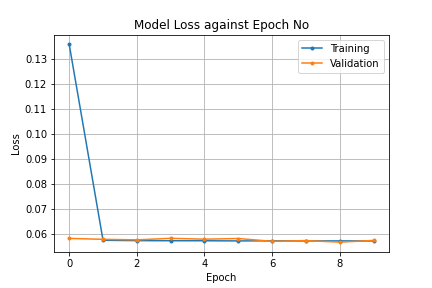 Model Loss against Epoch No
Training
Validation
0.13
0.12
0.11
0.10
0.09
0.08
0.07
0.06
Loss
0 2 4 6 8
Epoch